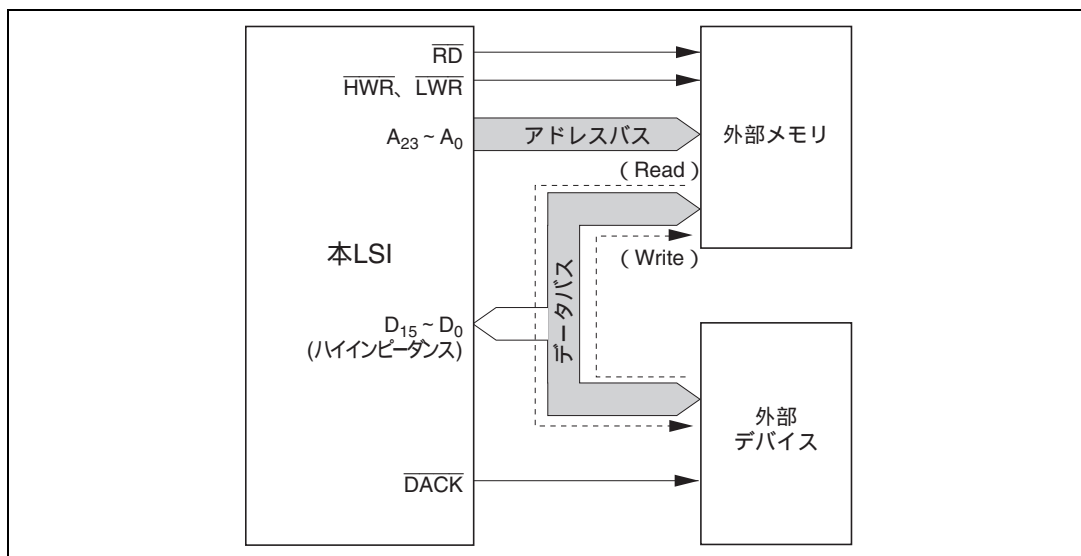 RD
HWR、LWR
A23 ~ A0
アドレスバス
外部メモリ
( Read )
本LSI
( Write )
データバス
D15 ~ D0
(ハイインピーダンス)
外部
デバイス
DACK